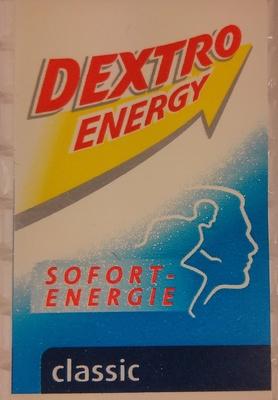 DEXTRO
ENERGY
SOFORT-
ENERGIE
classic